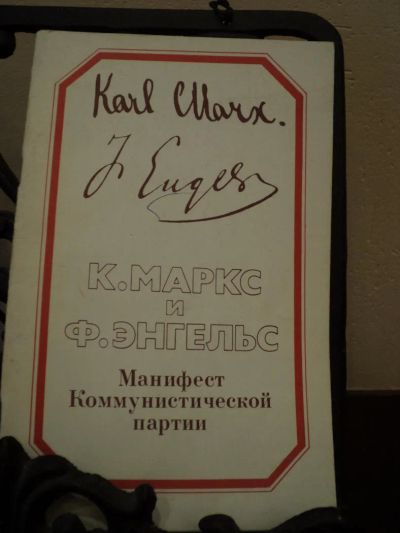 Karl Marx.
F Engels
К.МАРКС
и
Ф.ЭНГЕЛЬС
Манифест
Коммунистической
партии